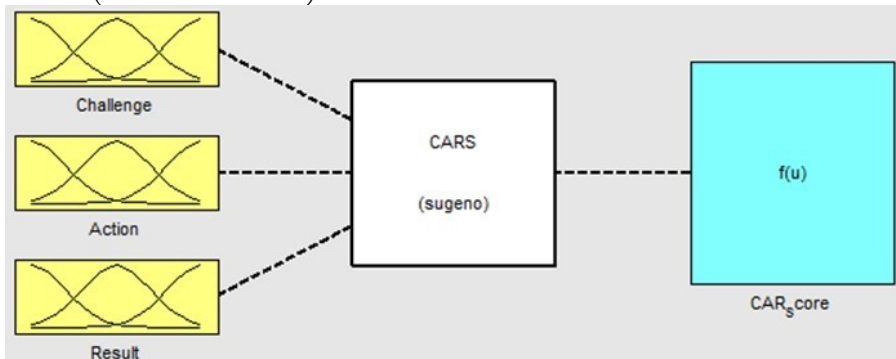 Challenge
Action
Result
CARS
(sugeno)
f(u)
CAR_score